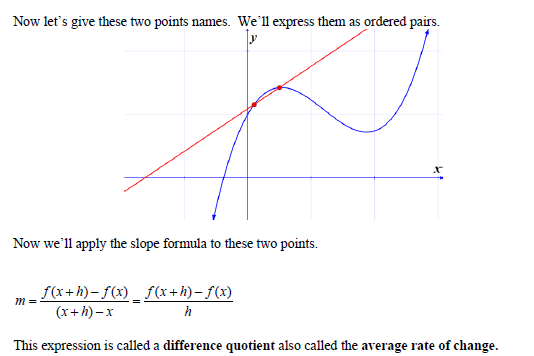 Now let's give these two points names.  We'll express them as ordered pairs.
y
x
Now we'll apply the slope formula to these two points.
m = \frac{f(x+h)-f(x)}{(x+h)-x} = \frac{f(x+h)-f(x)}{h}
This expression is called a difference quotient also called the average rate of change.